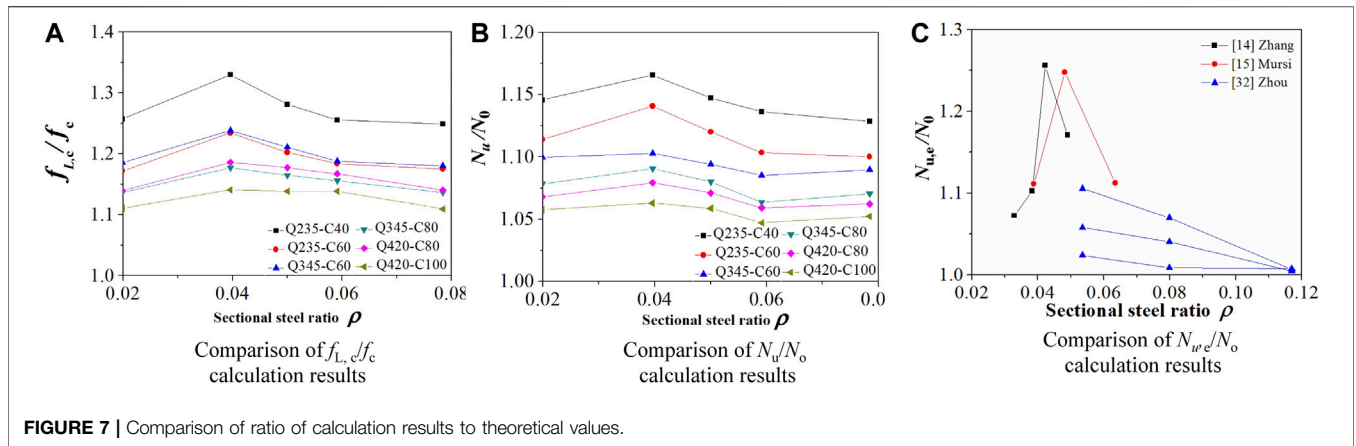 A
f_L,c/f_c
1.4
1.3
1.2
1.1
1.0
Q235-C40
Q235-C60
Q345-C60
Q345-C80
Q420-C80
Q420-C100
0.02
0.04
0.06
0.08
Sectional steel ratio ρ
Comparison of f_L, c/f_c
calculation results
B
N_u/N_0
1.20
1.15
1.10
1.05
1.00
Q235-C40
Q235-C60
Q345-C60
Q345-C80
Q420-C80
Q420-C100
0.02
0.04
0.06
0.0
Sectional steel ratio ρ
Comparison of N_u/N_o
calculation results
C
N_u,e/N_0
1.3
1.2
1.1
1.0
[14] Zhang
[15] Mursi
[32] Zhou
0.02
0.04
0.06
0.08
0.10
0.12
Sectional steel ratio ρ
Comparison of N_u,e/N_o
calculation results
FIGURE 7 | Comparison of ratio of calculation results to theoretical values.